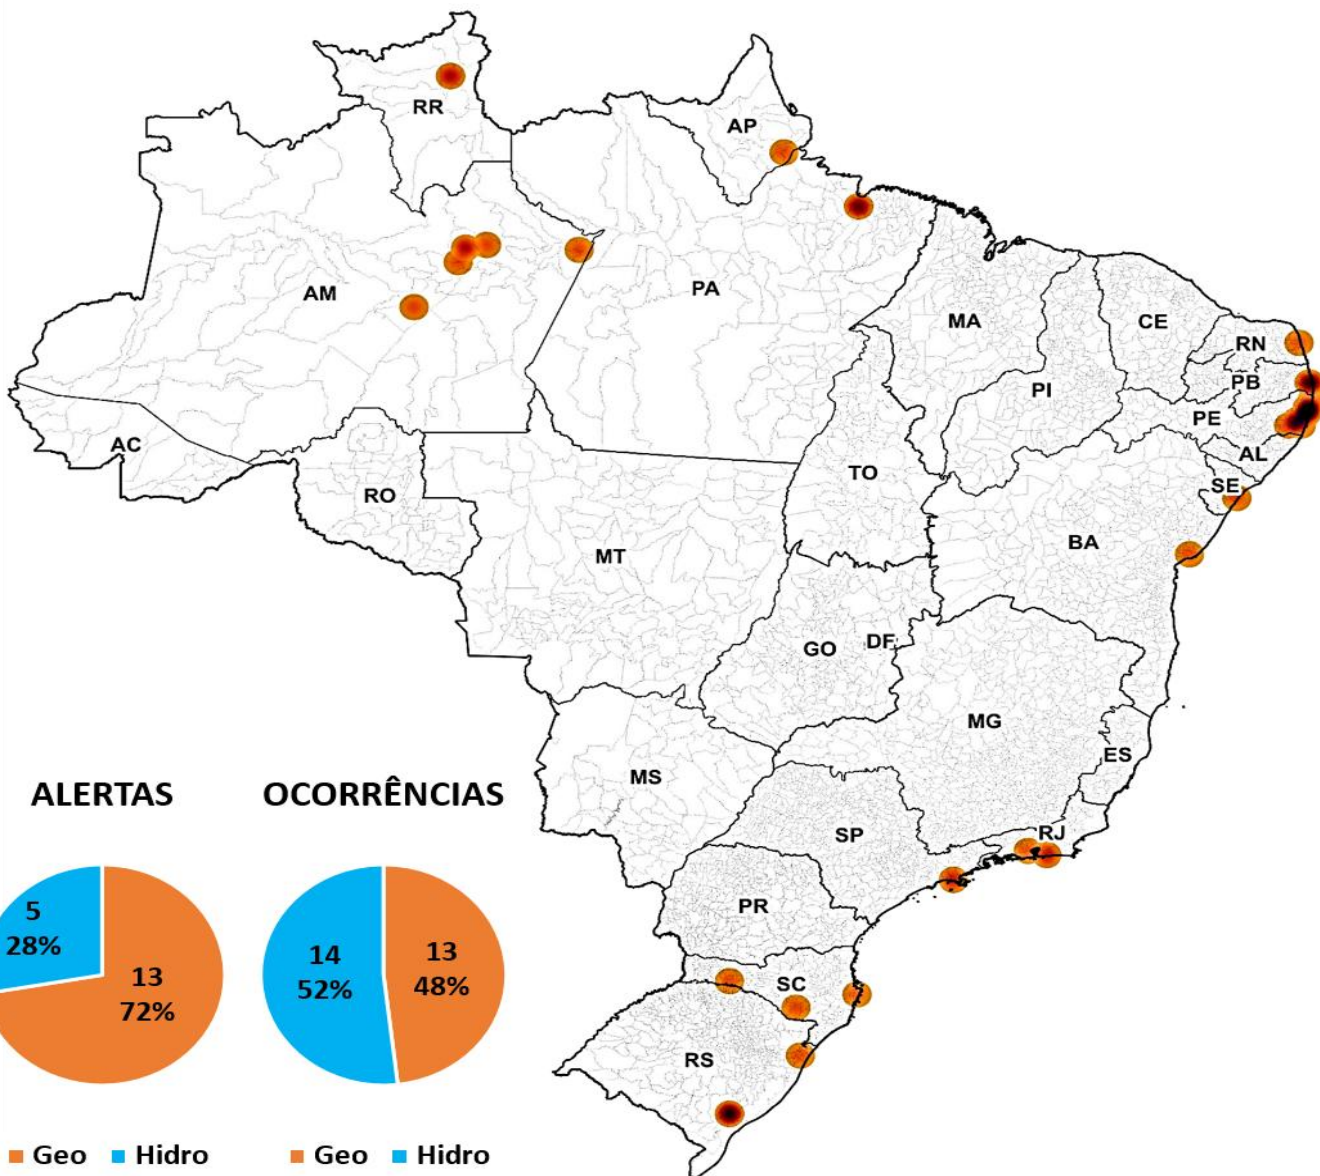 RR
AP
AM
PA
MA
CE
RN
PB
PI
PE
AC
AL
TO
SE
RO
BA
MT
GO
DF
MG
ES
MS
SP
RJ
PR
SC
RS
ALERTAS
5
28%
13
72%
Geo Hidro
OCORRÊNCIAS
14
52%
13
48%
Geo Hidro